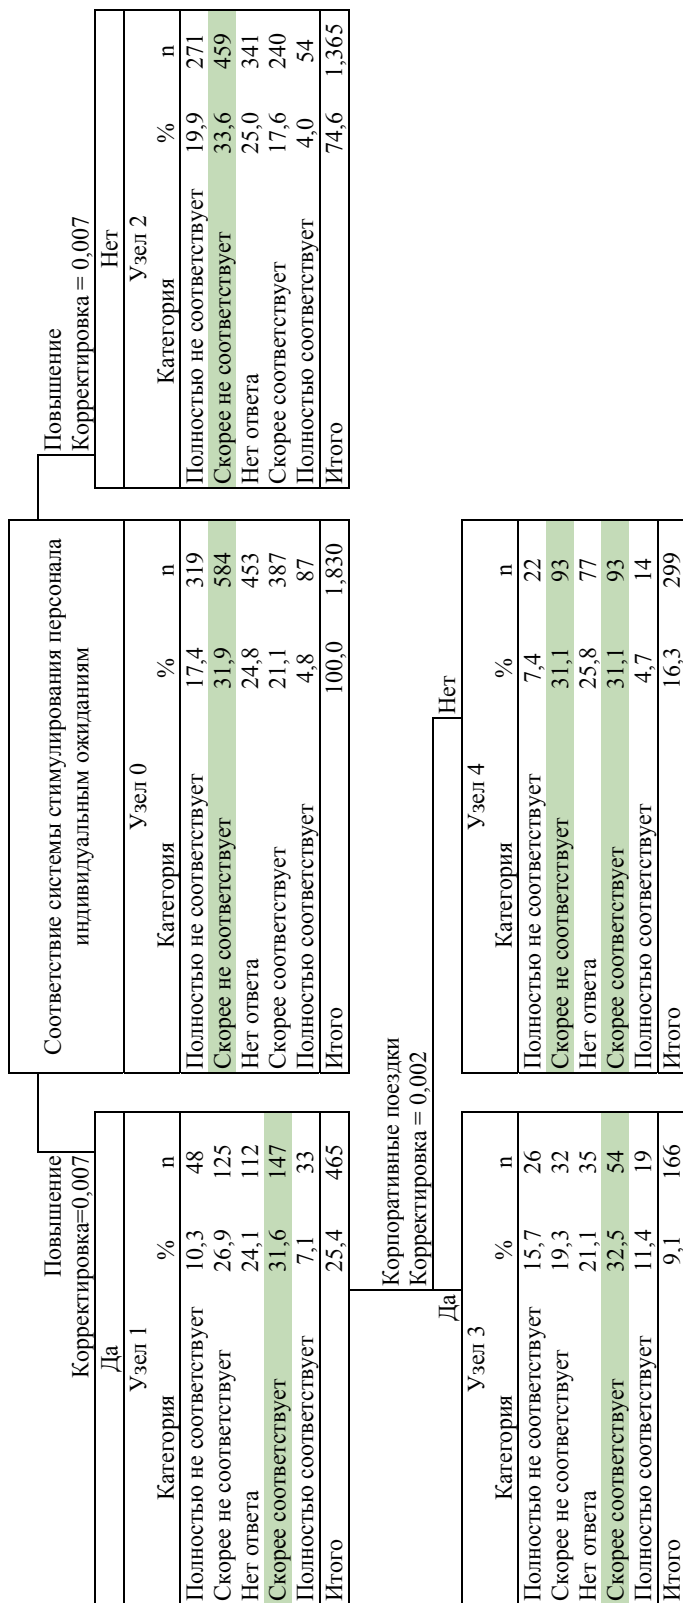 Соответствие системы стимулирования персонала
индивидуальным ожиданиям
Узел 0
Категория % n
Полностью не соответствует 17,4 319
Скорее не соответствует 31,9 584
Нет ответа 24,8 453
Скорее соответствует 21,1 387
Полностью соответствует 4,8 87
Итого 100,0 1,830
Повышение
Корректировка=0,007
Да
Узел 1
Категория % n
Полностью не соответствует 10,3 48
Скорее не соответствует 26,9 125
Нет ответа 24,1 112
Скорее соответствует 31,6 147
Полностью соответствует 7,1 33
Итого 25,4 465
Повышение
Корректировка = 0,007
Нет
Узел 2
Категория % n
Полностью не соответствует 19,9 271
Скорее не соответствует 33,6 459
Нет ответа 25,0 341
Скорее соответствует 17,6 240
Полностью соответствует 4,0 54
Итого 74,6 1,365
Корпоративные поездки
Корректировка = 0,002
Да
Узел 3
Категория % n
Полностью не соответствует 15,7 26
Скорее не соответствует 19,3 32
Нет ответа 21,1 35
Скорее соответствует 32,5 54
Полностью соответствует 11,4 19
Итого 9,1 166
Нет
Узел 4
Категория % n
Полностью не соответствует 7,4 22
Скорее не соответствует 31,1 93
Нет ответа 25,8 77
Скорее соответствует 31,1 93
Полностью соответствует 4,7 14
Итого 16,3 299